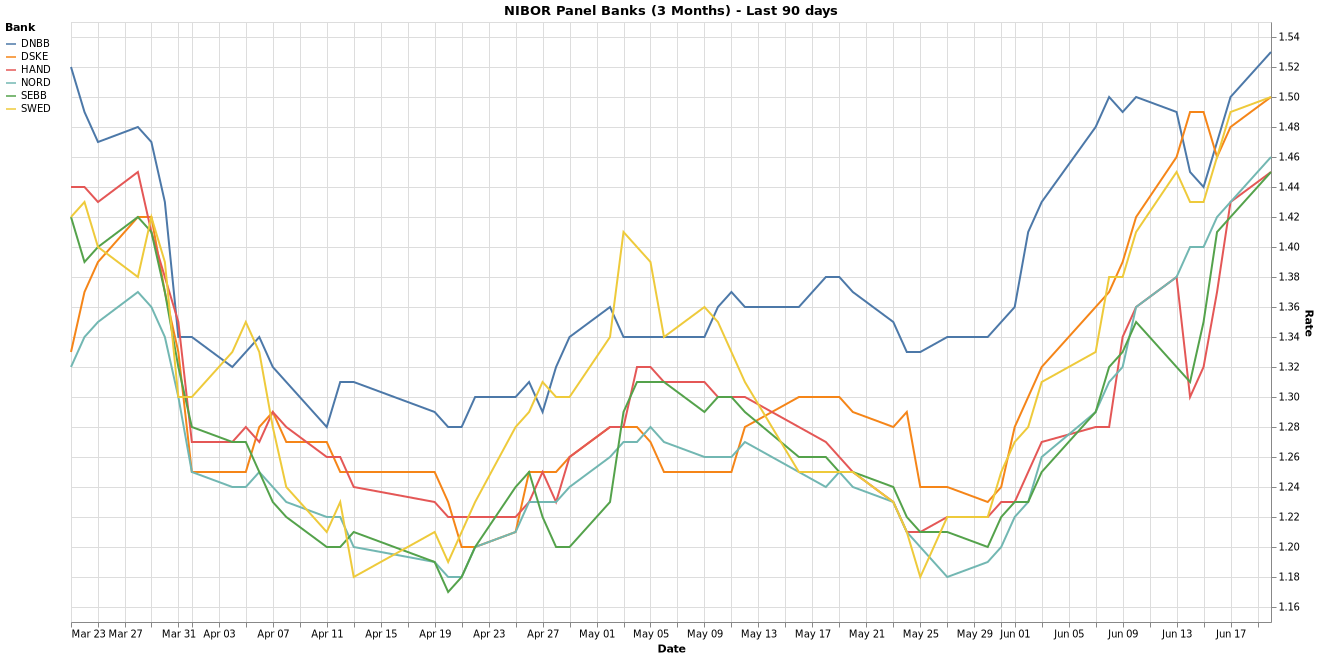 NIBOR Panel Banks (3 Months) - Last 90 days
Bank
DNBB
DSKE
HAND
NORD
SEBB
SWED
1.54
1.52
1.50
1.48
1.46
1.44
1.42
1.40
1.38
1.36
1.34
1.32
1.30
1.28
1.26
1.24
1.22
1.20
1.18
1.16
Rate
Mar 23 Mar 27 Mar 31 Apr 03 Apr 07 Apr 11 Apr 15 Apr 19 Apr 23 Apr 27 May 01 May 05 May 09 May 13 May 17 May 21 May 25 May 29 Jun 01 Jun 05 Jun 09 Jun 13 Jun 17
Date